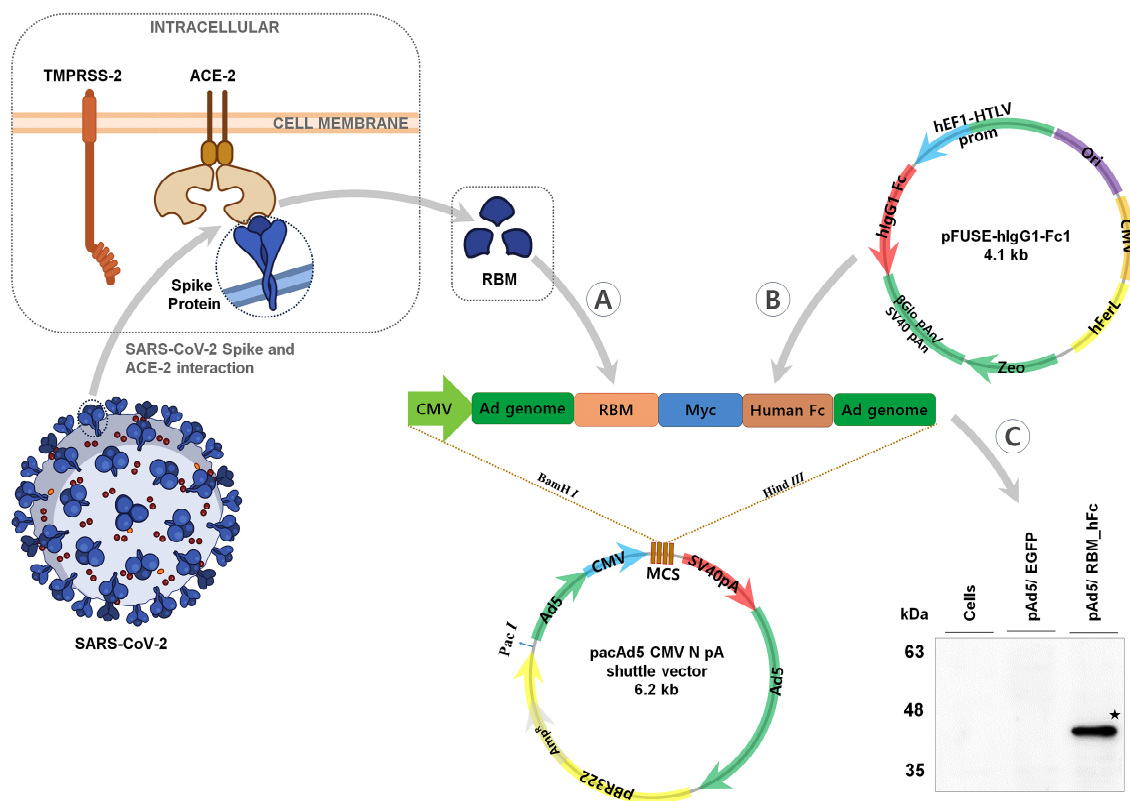 INTRACELLULAR
TMPRSS-2
ACE-2
CELL MEMBRANE
Spike
Protein
RBM
SARS-CoV-2 Spike and
ACE-2 interaction
SARS-CoV-2
A
B
hEF1-HTLV
prom
Ori
CMV
hFerL
Zeo
βGlo pAn/
SV40 pAn
hIgG1 Fc
pFUSE-hIgG1-Fc1
4.1 kb
CMV
Ad genome
RBM
Myc
Human Fc
Ad genome
C
BamH I
Hind III
MCS
CMV
SV40pA
Ad5
Ad5
Pac I
AmpR
pBR322
pacAd5 CMV N pA
shuttle vector
6.2 kb
kDa
Cells
pAd5/ EGFP
pAd5/ RBM_hFc
63
48
35
★